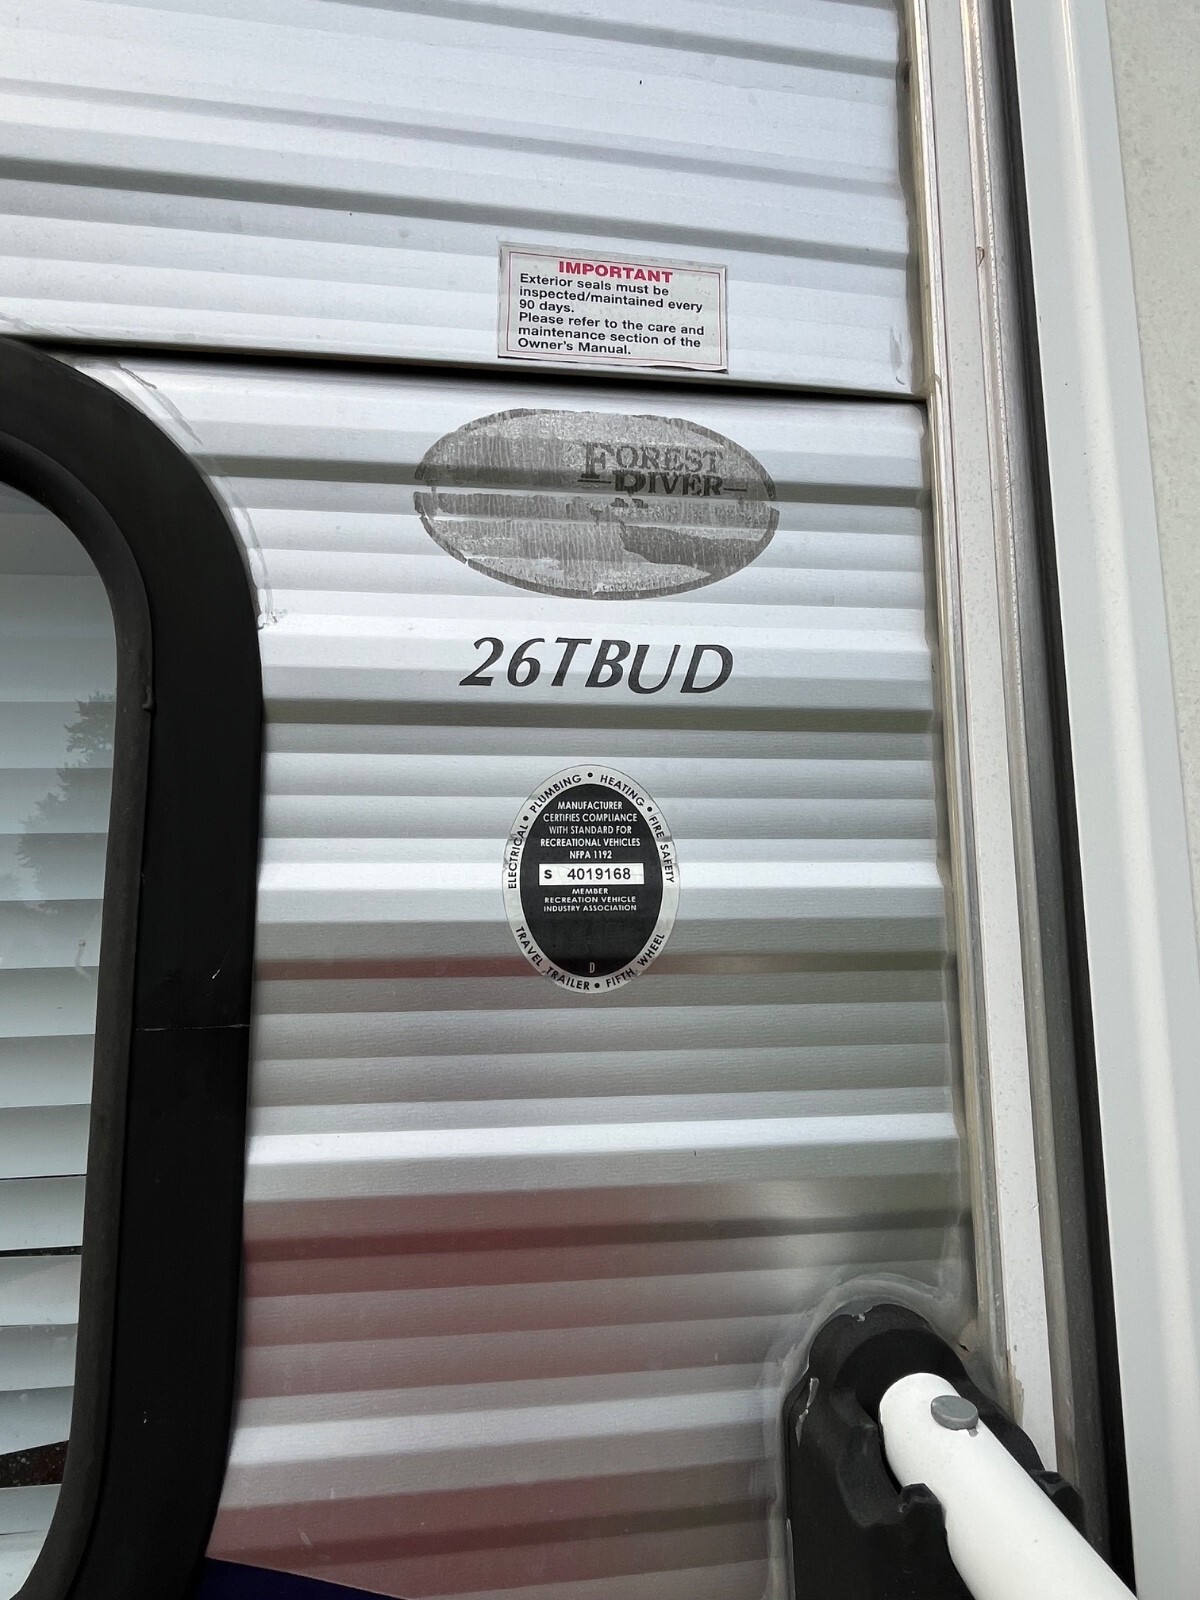 IMPORTANT
Exterior seals must be
inspected/maintained every
90 days.
Please refer to the care and
maintenance section of the
Owner's Manual.
FOREST
RIVER
26TBUD
ELECTRICAL • PLUMBING • HEATING • FIRE SAFETY
MANUFACTURER
CERTIFIES COMPLIANCE
WITH STANDARD FOR
RECREATIONAL VEHICLES
NFPA 1192
S 4019168
MEMBER
RECREATION VEHICLE
INDUSTRY ASSOCIATION
D
TRAVEL TRAILER • FIFTH WHEEL